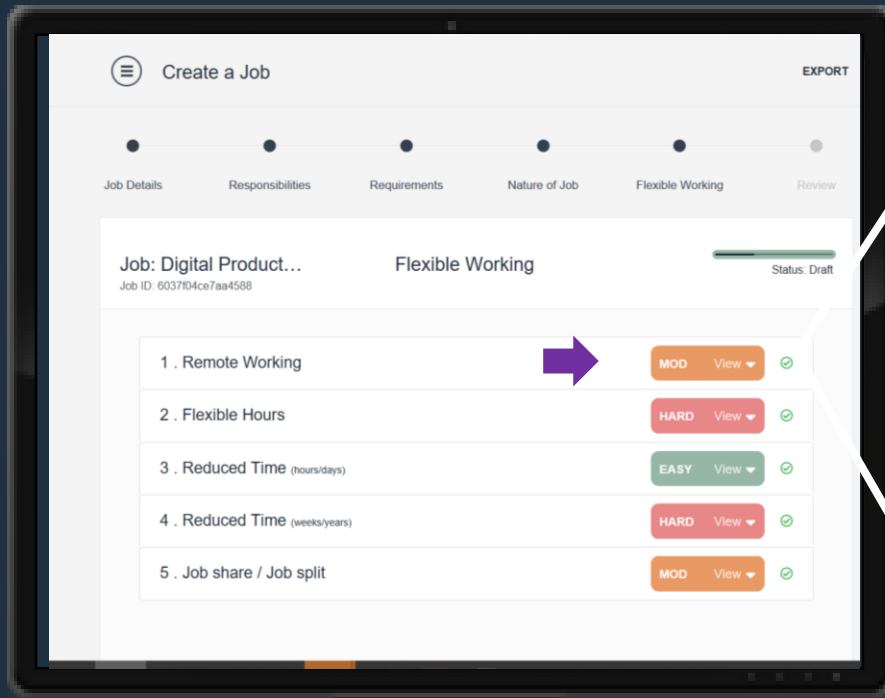 Create a Job
EXPORT
Job Details Responsibilities Requirements Nature of Job Flexible Working Review
Job: Digital Product...
Job ID: 6037f04ce7aa4588
Flexible Working
Status: Draft
1 . Remote Working MOD View
2 . Flexible Hours HARD View
3 . Reduced Time (hours/days) EASY View
4 . Reduced Time (weeks/years) HARD View
5 . Job share / Job split MOD View